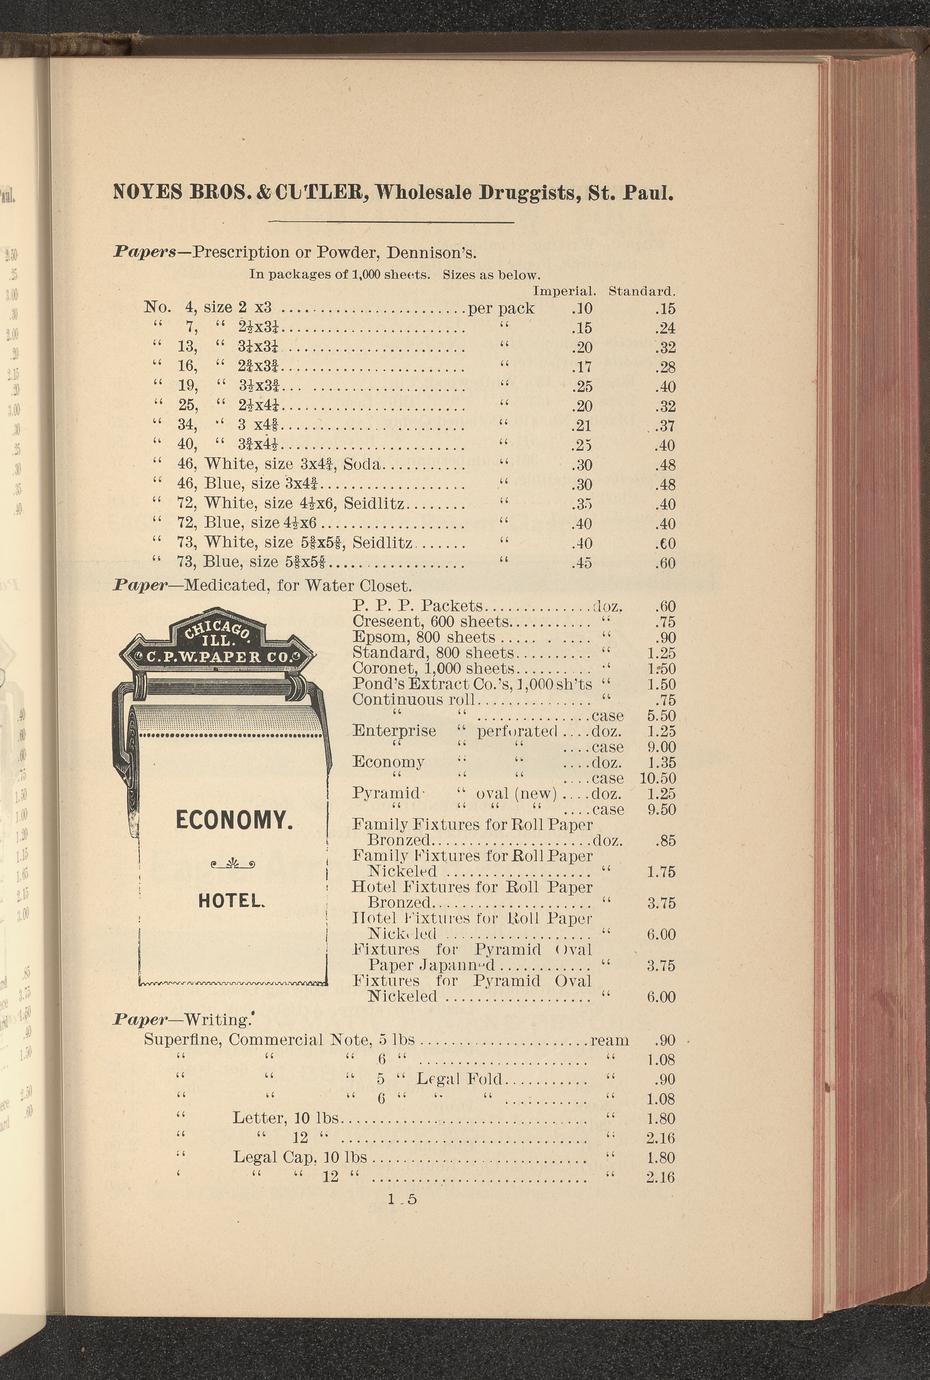 NOYES BROS. & CUTLER, Wholesale Druggists, St. Paul.
Papers—Prescription or Powder, Dennison's.
In packages of 1,000 sheets. Sizes as below.
Imperial. Standard.
No. 4, size 2 x3 ........................per pack .10 .15
“ 7, “ 2½x3¼........................ “ .15 .24
“ 13, “ 3¼x3¼ ....................... “ .20 .32
“ 16, “ 2¾x3¾........................ “ .17 .28
“ 19, “ 3½x3¾... .................... “ .25 .40
“ 25, “ 2½x4¼........................ “ .20 .32
“ 34, “ 3 x4⅝........................ “ .21 .37
“ 40, “ 3¾x4½........................ “ .25 .40
“ 46, White, size 3x4¾, Soda........... “ .30 .48
“ 46, Blue, size 3x4¾................... “ .30 .48
“ 72, White, size 4½x6, Seidlitz........ “ .35 .40
“ 72, Blue, size 4½x6 ................... “ .40 .40
“ 73, White, size 5⅝x5⅝, Seidlitz....... “ .40 .60
“ 73, Blue, size 5⅝x5⅝.................. “ .45 .60
Paper—Medicated, for Water Closet.
CHICAGO.
ILL.
C.P.W.PAPER CO.
ECONOMY.
HOTEL.
P. P. P. Packets..............doz. .60
Crescent, 600 sheets........... “ .75
Epsom, 800 sheets ..... . .... “ .90
Standard, 800 sheets.......... “ 1.25
Coronet, 1,000 sheets.......... “ 1.50
Pond's Extract Co.'s, 1,000 sh'ts “ 1.50
Continuous roll............... “ .75
“ “ ...............case 5.50
Enterprise “ perforated ....doz. 1.25
“ “ “ ....case 9.00
Economy “ “ ....doz. 1.35
“ “ “ ....case 10.50
Pyramid “ oval (new) ....doz. 1.25
“ “ “ “ ....case 9.50
Family Fixtures for Roll Paper
Bronzed.....................doz. .85
Family Fixtures for Roll Paper
Nickeled ................... “ 1.75
Hotel Fixtures for Roll Paper
Bronzed..................... “ 3.75
Hotel Fixtures for Roll Paper
Nickeled ................... “ 6.00
Fixtures for Pyramid Oval
Paper Japanned ............ “ 3.75
Fixtures for Pyramid Oval
Nickeled ................... “ 6.00
Paper—Writing.
Superfine, Commercial Note, 5 lbs ......................ream .90
“ “ “ 6 “ ...................... “ 1.08
“ “ “ 5 “ Legal Fold........... “ .90
“ “ “ 6 “ “ “ ........... “ 1.08
“ Letter, 10 lbs................................ “ 1.80
“ “ 12 “ ................................ “ 2.16
“ Legal Cap, 10 lbs ............................ “ 1.80
“ “ “ 12 “ ............................ “ 2.16